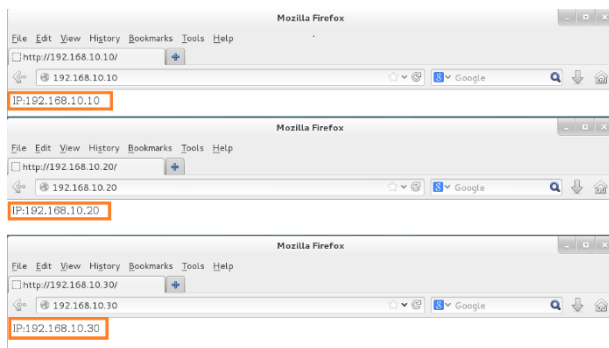 Mozilla Firefox
File Edit View History Bookmarks Tools Help
http://192.168.10.10/
192.168.10.10
Google
IP:192.168.10.10
Mozilla Firefox
File Edit View History Bookmarks Tools Help
http://192.168.10.20/
192.168.10.20
Google
IP:192.168.10.20
Mozilla Firefox
File Edit View History Bookmarks Tools Help
http://192.168.10.30/
192.168.10.30
Google
IP:192.168.10.30